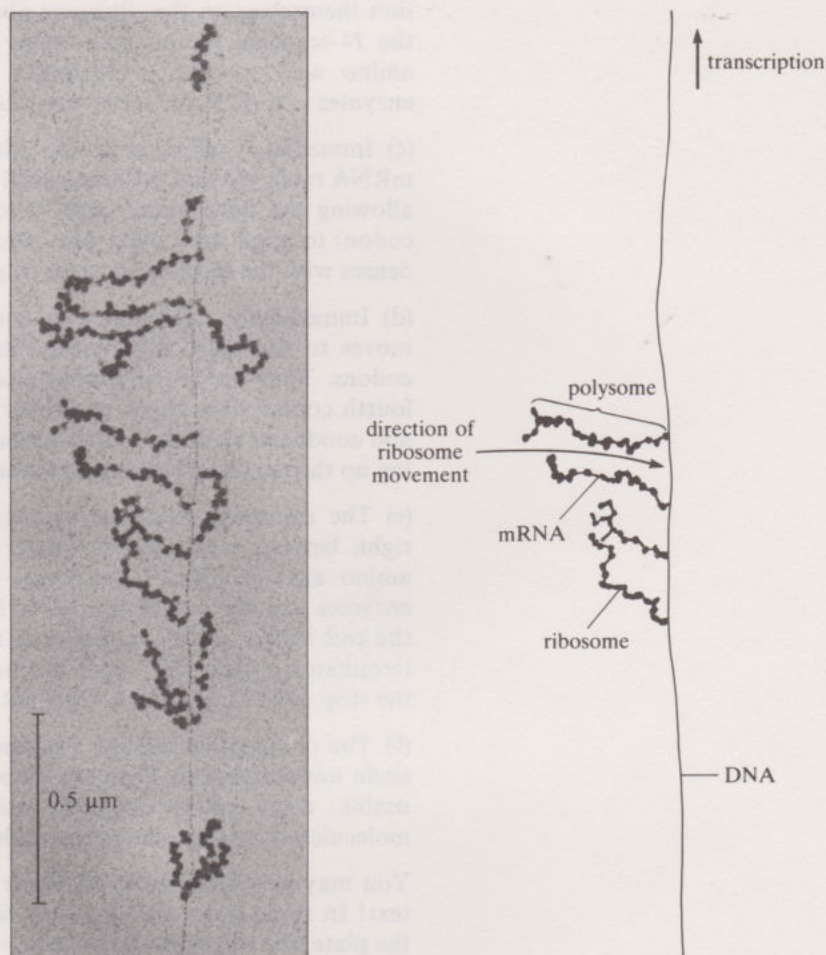 transcription
polysome
direction of
ribosome
movement
mRNA
ribosome
0.5 μm
DNA